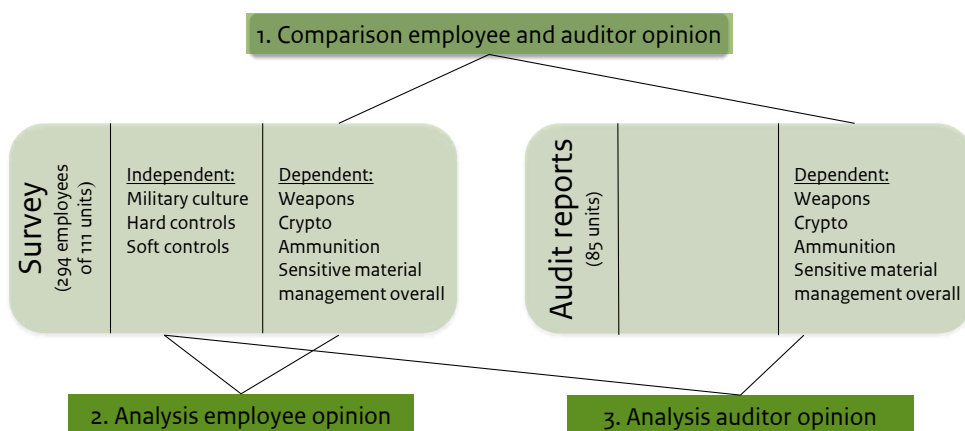 1. Comparison employee and auditor opinion
Survey
(294 employees
of 111 units)
Independent:
Military culture
Hard controls
Soft controls
Dependent:
Weapons
Crypto
Ammunition
Sensitive material
management overall
Audit reports
(85 units)
Dependent:
Weapons
Crypto
Ammunition
Sensitive material
management overall
2. Analysis employee opinion
3. Analysis auditor opinion